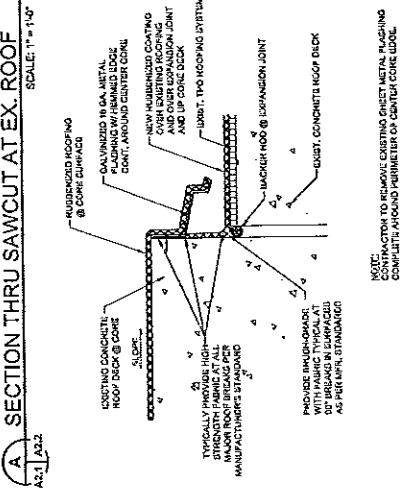 A
A2.1 A2.2
SECTION THRU SAWCUT AT EX. ROOF
SCALE: 1" = 1'-0"
RUBBERIZED ROOFING
@ CORE SURFACE
GALVINIZED 16 GA. METAL
FLASHING W/ HEMMED EDGE
CONT. AROUND CENTER CORE
NEW RUBBERIZED COATING
OVER EXISTING ROOFING
AND OVER EXPANSION JOINT
AND UP CORE DECK
EXIST. TPO ROOFING SYSTEM
BACKER ROD @ EXPANSION JOINT
EXIST. CONCRETE ROOF DECK
EXISTING CONCRETE
ROOF DECK @ CORE
SLOPE
TYPICALLY PROVIDE HIGH
STRENGTH FABRIC AT ALL
MAJOR ROOF BREAKS PER
MANUFACTURER'S STANDARD
PROVIDE BRUSH-GRADE
WITH FABRIC TYPICAL AT
90° BREAKS IN SURFACES
AS PER MFR. STANDARDS
NOTE:
CONTRACTOR TO REMOVE EXISTING SHEET METAL FLASHING
COMPLETE AROUND PERIMETER OF CENTER CORE EDGE.